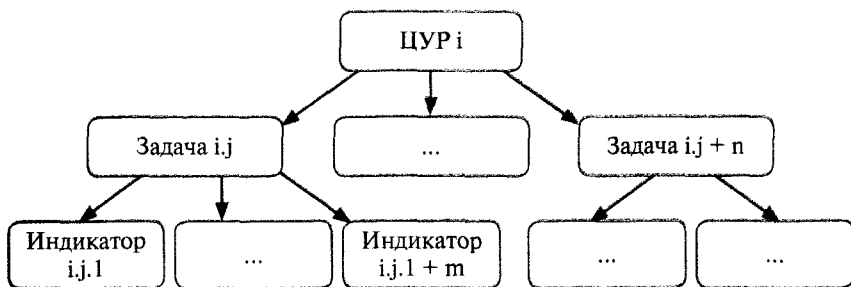 ЦУР i
Задача i.j
...
Задача i.j + n
Индикатор
i.j.1
...
Индикатор
i.j.1 + m
...
...